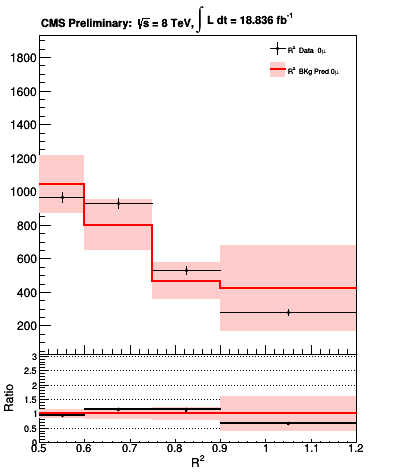 CMS Preliminary: √s = 8 TeV, ∫ L dt = 18.836 fb⁻¹
R² Data 0μ
R² BKg Pred 0μ
1800
1600
1400
1200
1000
800
600
400
200
3
2.5
2
1.5
1
0.5
0
Ratio
0.5 0.6 0.7 0.8 0.9 1 1.1 1.2
R²